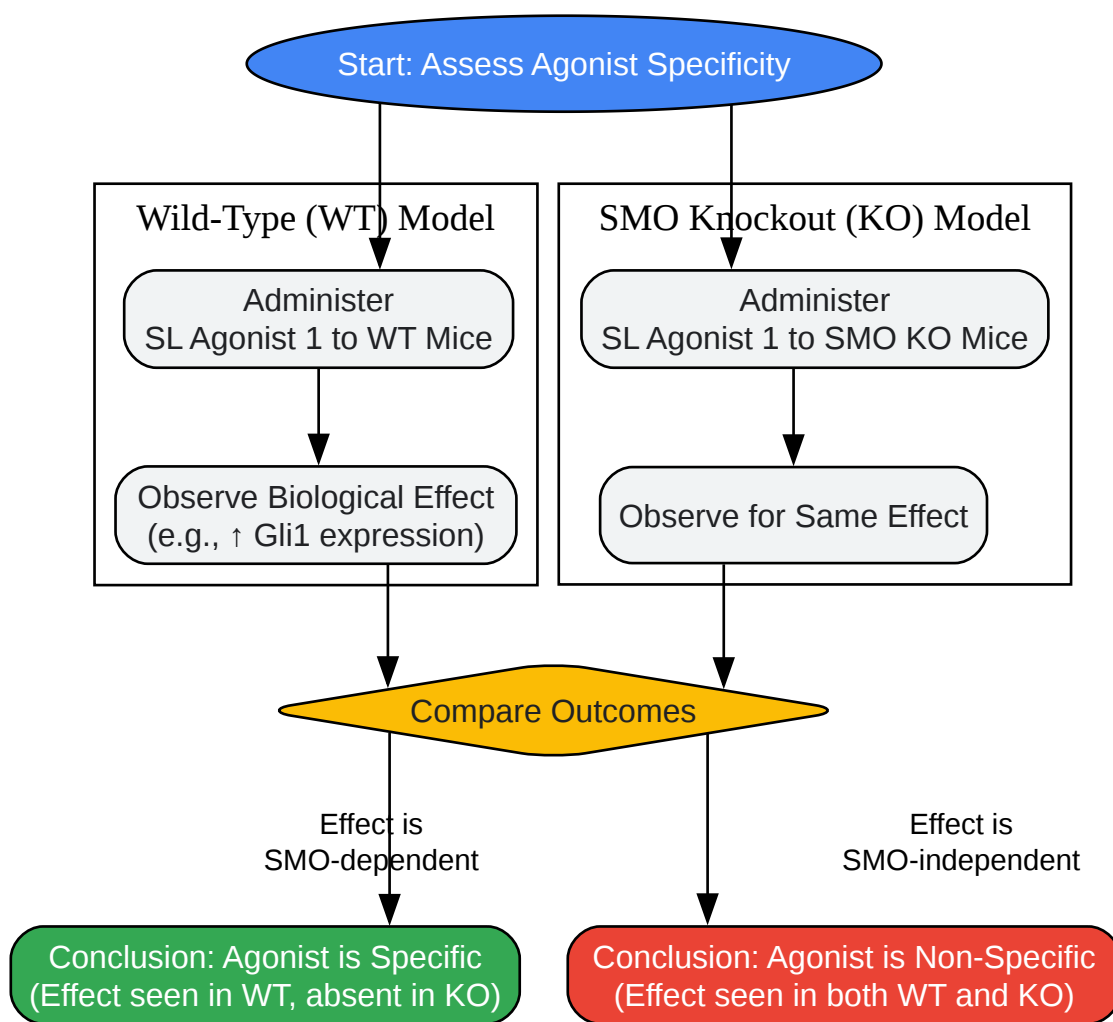 Start: Assess Agonist Specificity
Wild-Type (WT) Model
Administer
SL Agonist 1 to WT Mice
Observe Biological Effect
(e.g., ↑ Gli1 expression)
SMO Knockout (KO) Model
Administer
SL Agonist 1 to SMO KO Mice
Observe for Same Effect
Compare Outcomes
Effect is
SMO-dependent
Effect is
SMO-independent
Conclusion: Agonist is Specific
(Effect seen in WT, absent in KO)
Conclusion: Agonist is Non-Specific
(Effect seen in both WT and KO)